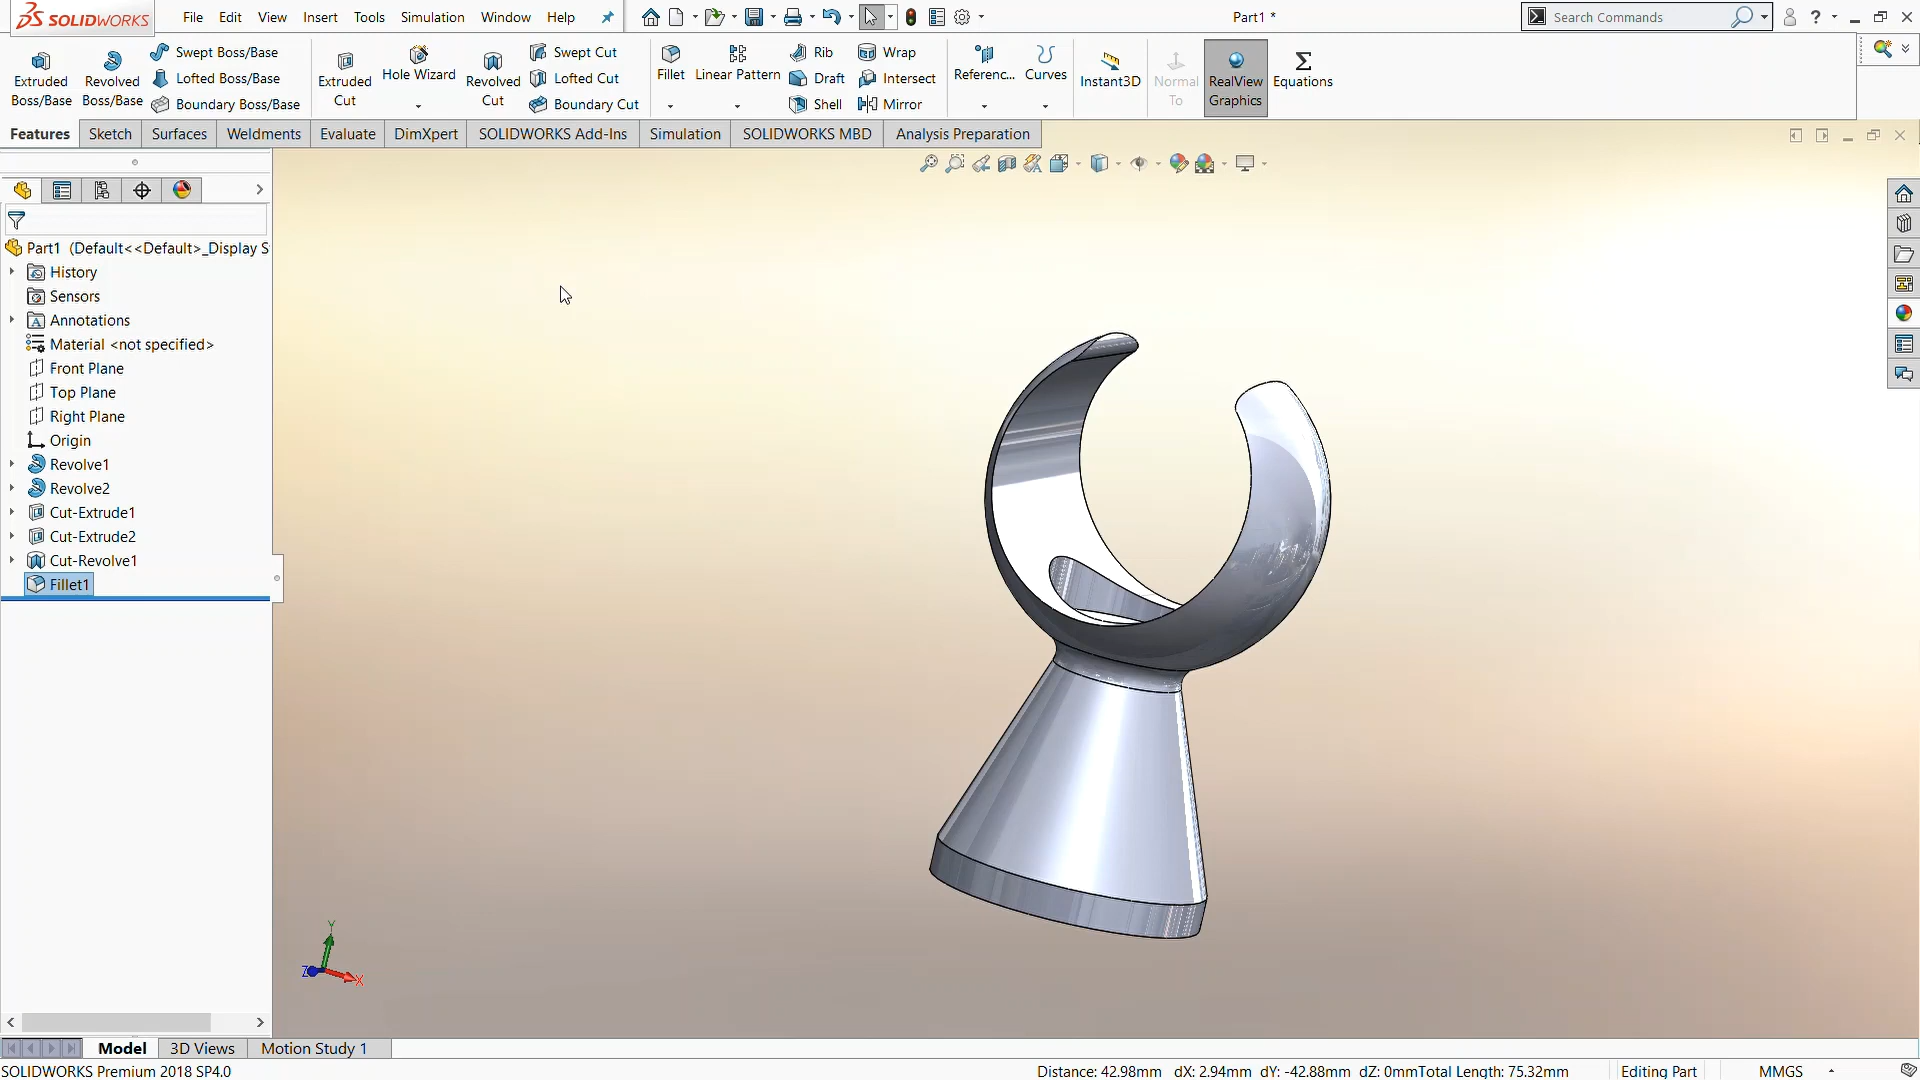 SOLIDWORKS File Edit View Insert Tools Simulation Window Help Part1 * Search Commands ?
Extruded Boss/Base
Revolved Boss/Base
Swept Boss/Base
Lofted Boss/Base
Boundary Boss/Base
Extruded Cut
Hole Wizard
Revolved Cut
Swept Cut
Lofted Cut
Boundary Cut
Fillet
Linear Pattern
Rib
Draft
Shell
Wrap
Intersect
Mirror
Referenc...
Curves
Instant3D
Normal To
RealView Graphics
Equations
Features Sketch Surfaces Weldments Evaluate DimXpert SOLIDWORKS Add-Ins Simulation SOLIDWORKS MBD Analysis Preparation
Part1 (Default<<Default>_Display S
History
Sensors
Annotations
Material <not specified>
Front Plane
Top Plane
Right Plane
Origin
Revolve1
Revolve2
Cut-Extrude1
Cut-Extrude2
Cut-Revolve1
Fillet1
Y
Z
X
Model 3D Views Motion Study 1
SOLIDWORKS Premium 2018 SP4.0 Distance: 42.98mm dX: 2.94mm dY: -42.88mm dZ: 0mmTotal Length: 75.32mm Editing Part MMGS